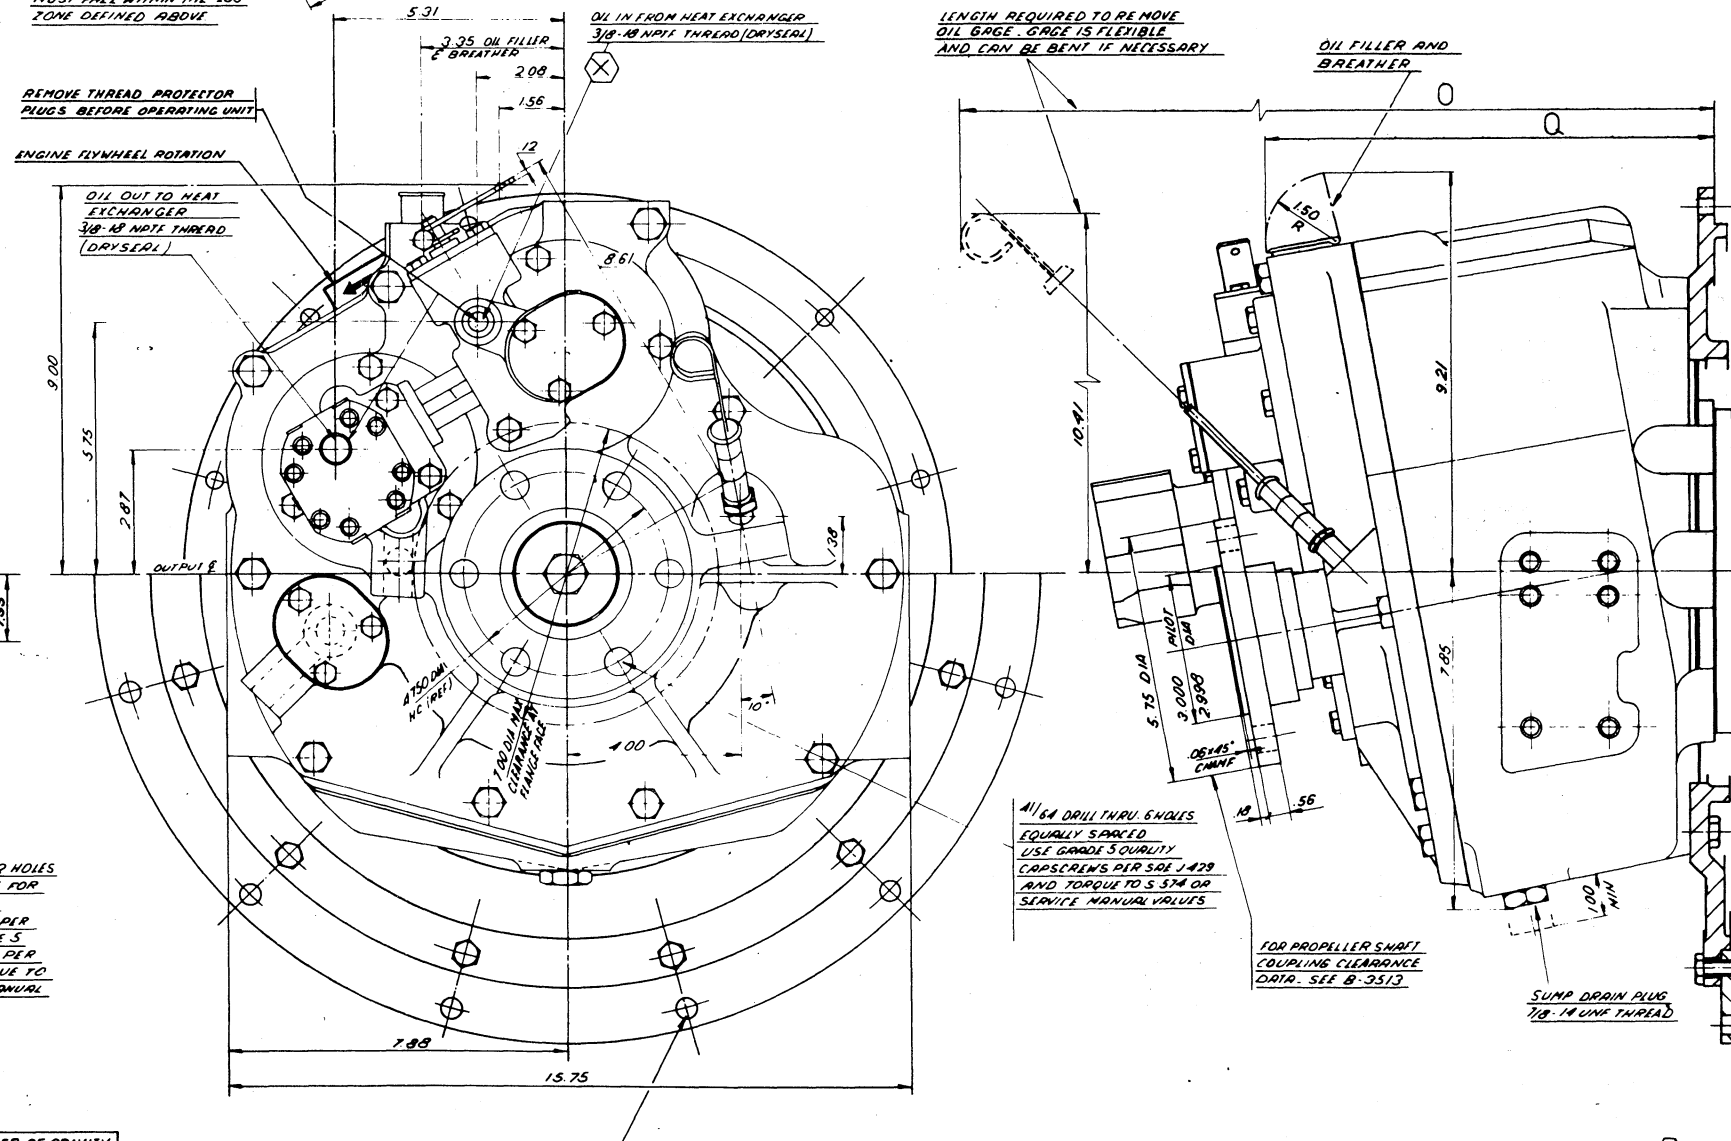 ZONE DEFINED ABOVE
5.31
3.35 OIL FILLER
& BREATHER
2.08
1.56
OIL IN FROM HEAT EXCHANGER
3/8-18 NPTF THREAD (DRYSEAL)
LENGTH REQUIRED TO REMOVE
OIL GAGE. GAGE IS FLEXIBLE
AND CAN BE BENT IF NECESSARY
OIL FILLER AND
BREATHER
O
Q
REMOVE THREAD PROTECTOR
PLUGS BEFORE OPERATING UNIT
ENGINE FLYWHEEL ROTATION
OIL OUT TO HEAT
EXCHANGER
3/8-18 NPTF THREAD
(DRYSEAL)
12
8.61
1.50
R
9.00
5.75
2.87
OUTPUT ℄
1.38
10.41
9.21
7.85
4.750 DIA
HC (REF)
7.00 DIA MAX
CLEARANCE AT
FLANGE FACE
4.00
10°
PILOT
DIA
5.75 DIA
3.000
2.998
.06x45°
CHAMF
.18
.56
41/64 DRILL THRU. 6 HOLES
EQUALLY SPACED
USE GRADE 5 QUALITY
CAPSCREWS PER SAE J429
AND TORQUE TO S 574 OR
SERVICE MANUAL VALUES
HOLES
FOR
PER
5
PER
TO
1.00
MIN
FOR PROPELLER SHAFT
COUPLING CLEARANCE
DATA. SEE B-3513
SUMP DRAIN PLUG
7/8-14 UNF THREAD
7.88
15.75